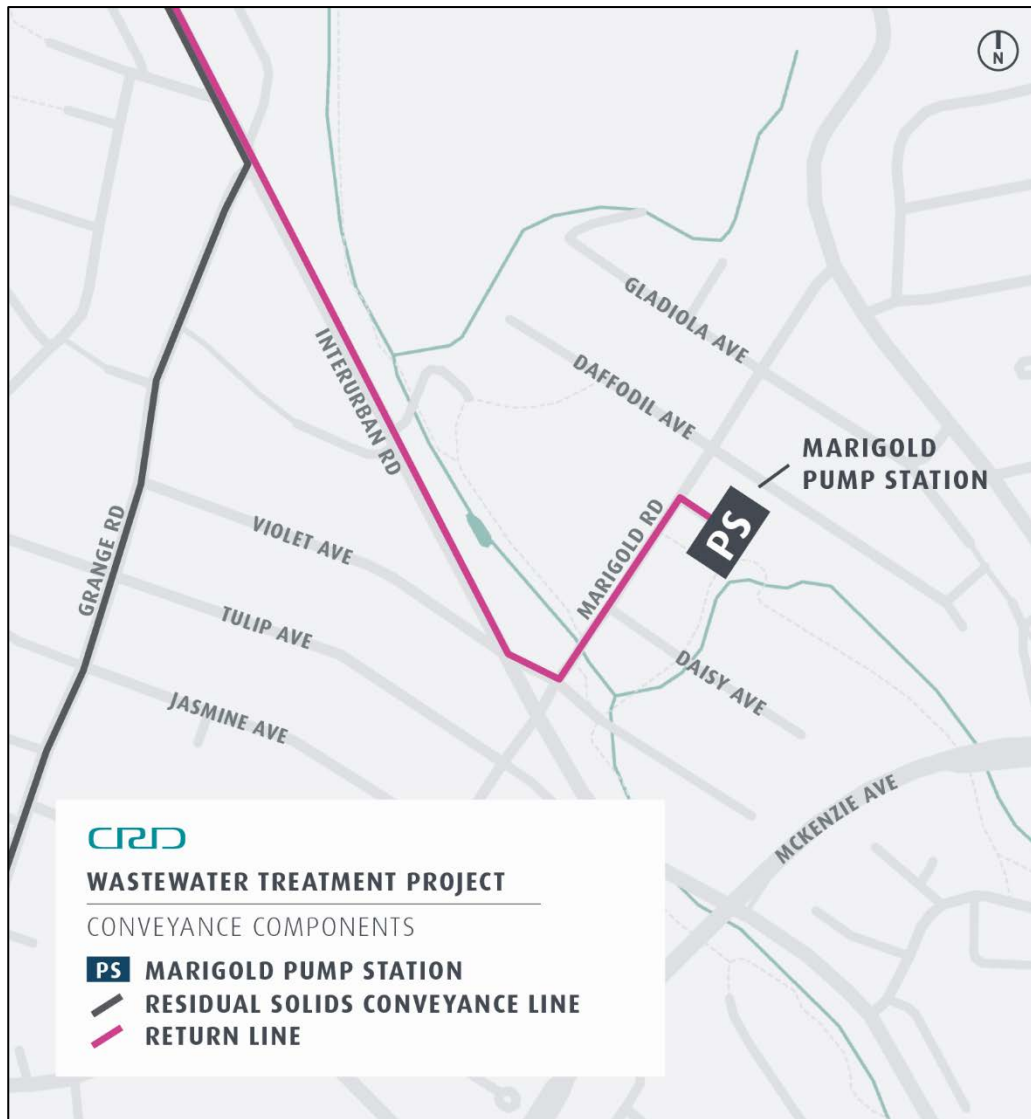 N
GLADIOLA AVE
DAFFODIL AVE
INTERURBAN RD
MARIGOLD
PUMP STATION
PS
MARIGOLD RD
GRANGE RD
VIOLET AVE
TULIP AVE
DAISY AVE
JASMINE AVE
MCKENZIE AVE
CRD
WASTEWATER TREATMENT PROJECT
CONVEYANCE COMPONENTS
PS MARIGOLD PUMP STATION
RESIDUAL SOLIDS CONVEYANCE LINE
RETURN LINE